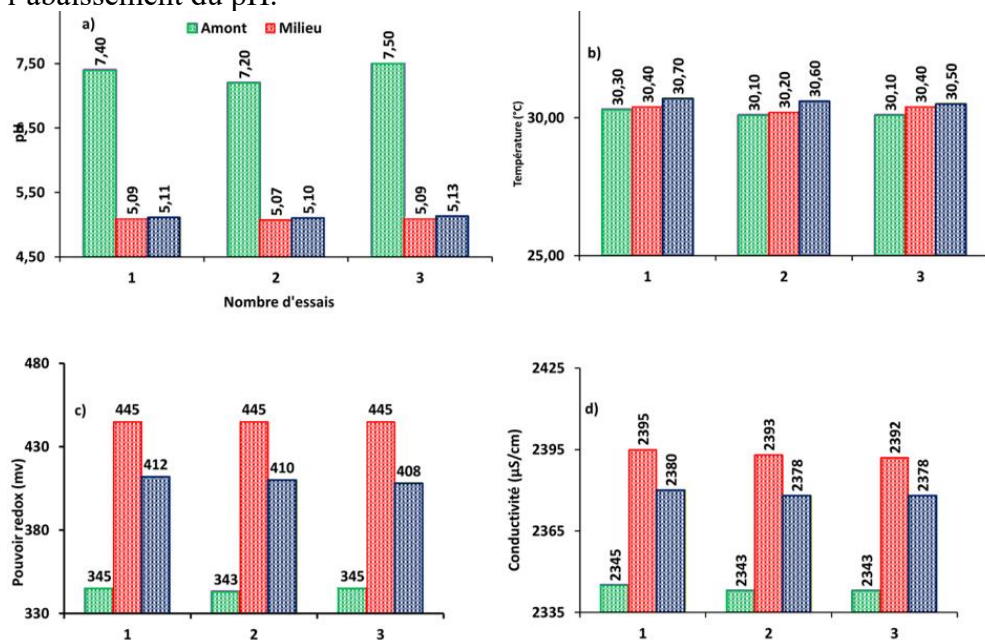 l'abaissement du pH.
a)
Amont Milieu
7,40 7,20 7,50
7,50
6,50
5,50
4,50
pH
5,09 5,11 5,07 5,10 5,09 5,13
1 2 3
Nombre d'essais
b)
30,30 30,40 30,70 30,10 30,20 30,60 30,10 30,40 30,50
30,00
25,00
Température (°C)
1 2 3
480
430
380
330
Pouvoir redox (mv)
c)
445 445 445
412 410 408
345 343 345
1 2 3
2425
2395
2365
2335
Conductivité (µS/cm)
d)
2395 2393 2392
2380 2378 2378
2345 2343 2343
1 2 3